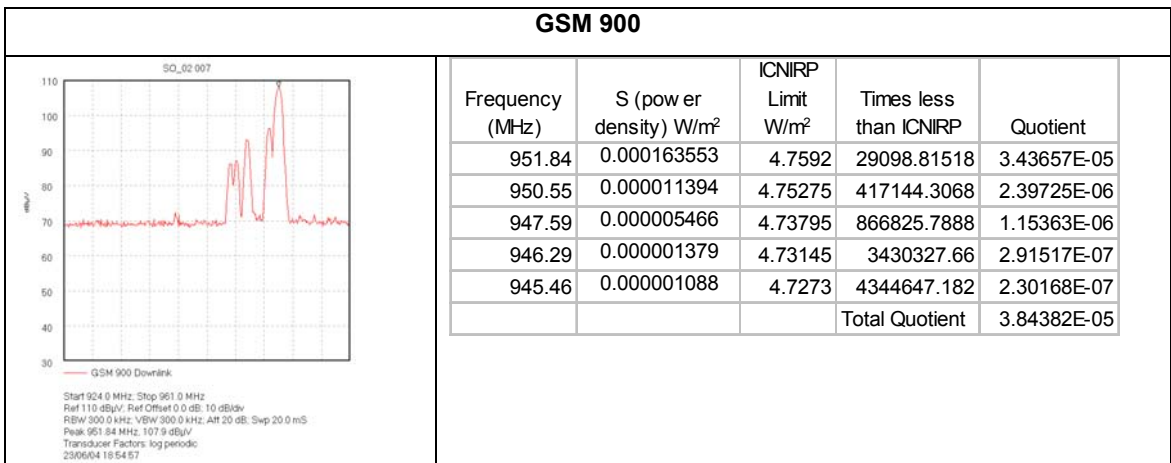 GSM 900
SO_02 007
110
100
90
80
70
60
50
40
30
dBµV
GSM 900 Downlink
Start 924.0 MHz; Stop 961.0 MHz
Ref 110 dBµV; Ref Offset 0.0 dB; 10 dB/div
RBW 300.0 kHz; VBW 300.0 kHz; Att 20 dB; Swp 20.0 mS
Peak 951.84 MHz, 107.9 dBµV
Transducer Factors: log periodic
23/06/04 18:54:57
Frequency (MHz) S (pow er density) W/m² ICNIRP Limit W/m² Times less than ICNIRP Quotient
951.84 0.000163553 4.7592 29098.81518 3.43657E-05
950.55 0.000011394 4.75275 417144.3068 2.39725E-06
947.59 0.000005466 4.73795 866825.7888 1.15363E-06
946.29 0.000001379 4.73145 3430327.66 2.91517E-07
945.46 0.000001088 4.7273 4344647.182 2.30168E-07
Total Quotient 3.84382E-05